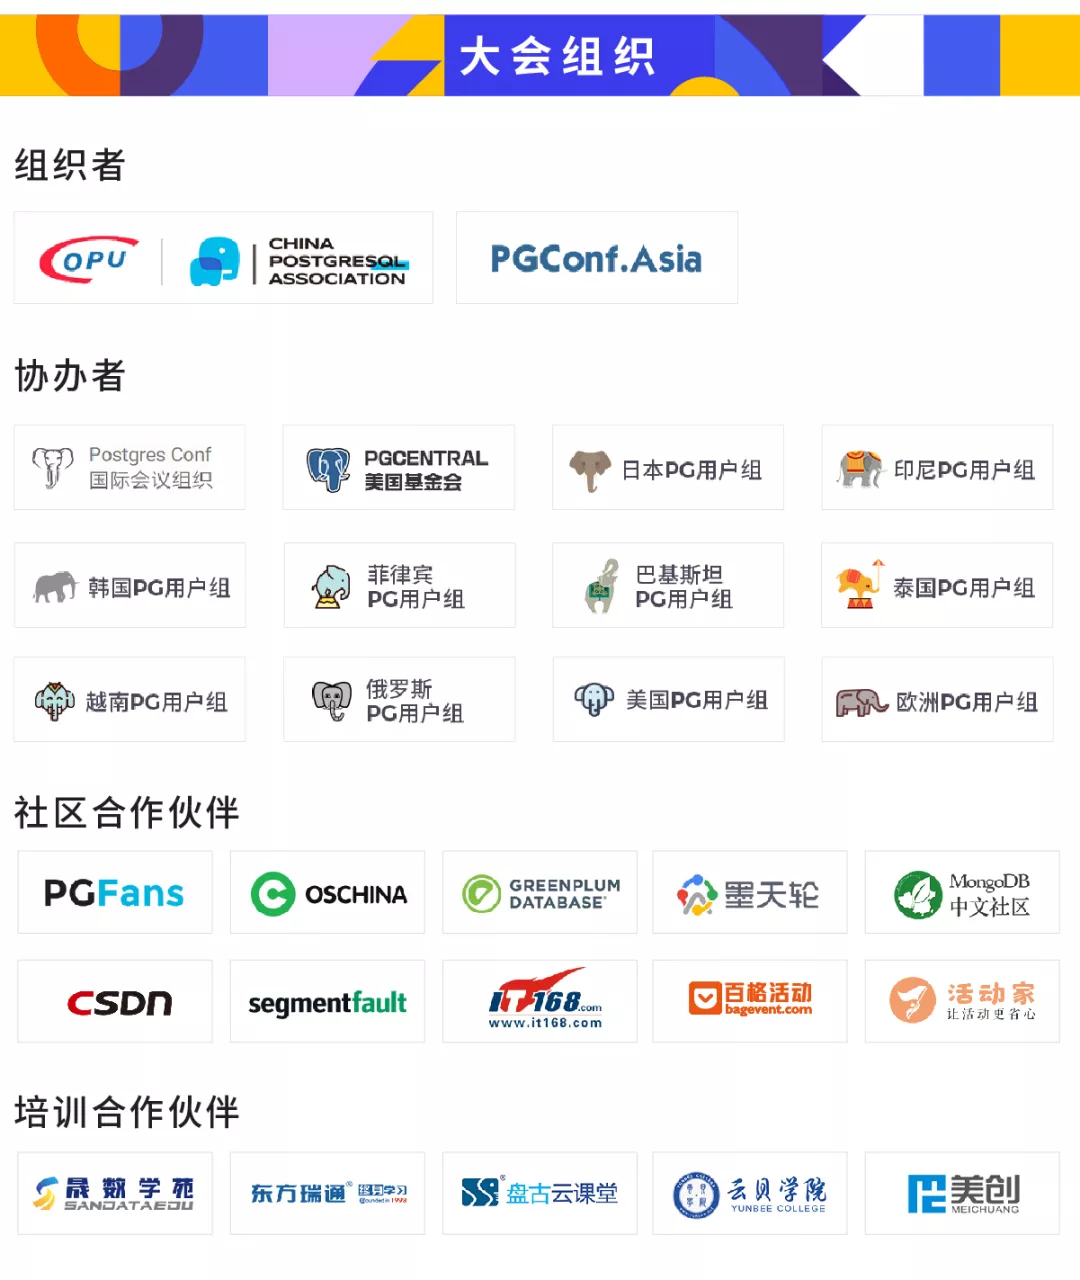 大会组织
组织者
COPU
CHINA
POSTGRESQL
ASSOCIATION
PGConf.Asia
协办者
Postgres Conf
国际会议组织
PGCENTRAL
美国基金会
日本PG用户组
印尼PG用户组
韩国PG用户组
菲律宾
PG用户组
巴基斯坦
PG用户组
泰国PG用户组
越南PG用户组
俄罗斯
PG用户组
美国PG用户组
欧洲PG用户组
社区合作伙伴
PGFans
OSCHINA
GREENPLUM
DATABASE
墨天轮
MongoDB
中文社区
CSDN
segmentfault
IT168.com
www.it168.com
百格活动
bagevent.com
活动家
让活动更省心
培训合作伙伴
晟数学苑
SANDATAEDU
东方瑞通®
终身学习
Founded in 1998
盘古云课堂
云贝学院
YUNBEE COLLEGE
美创
MEICHUANG